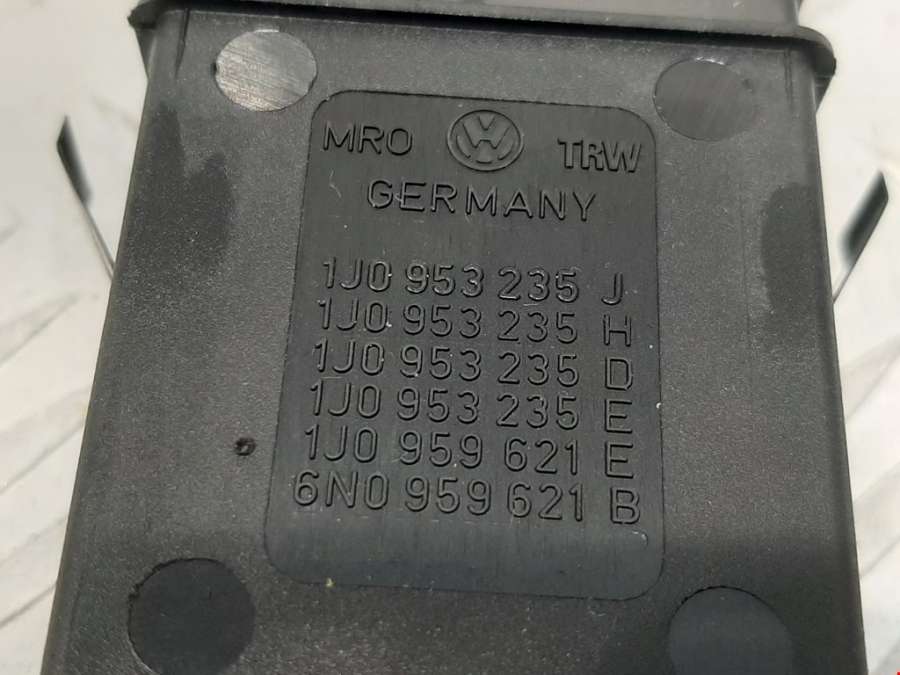 MRO VW TRW
GERMANY
1J0 953 235 J
1J0 953 235 H
1J0 953 235 D
1J0 953 235 E
1J0 959 621 E
6N0 959 621 B